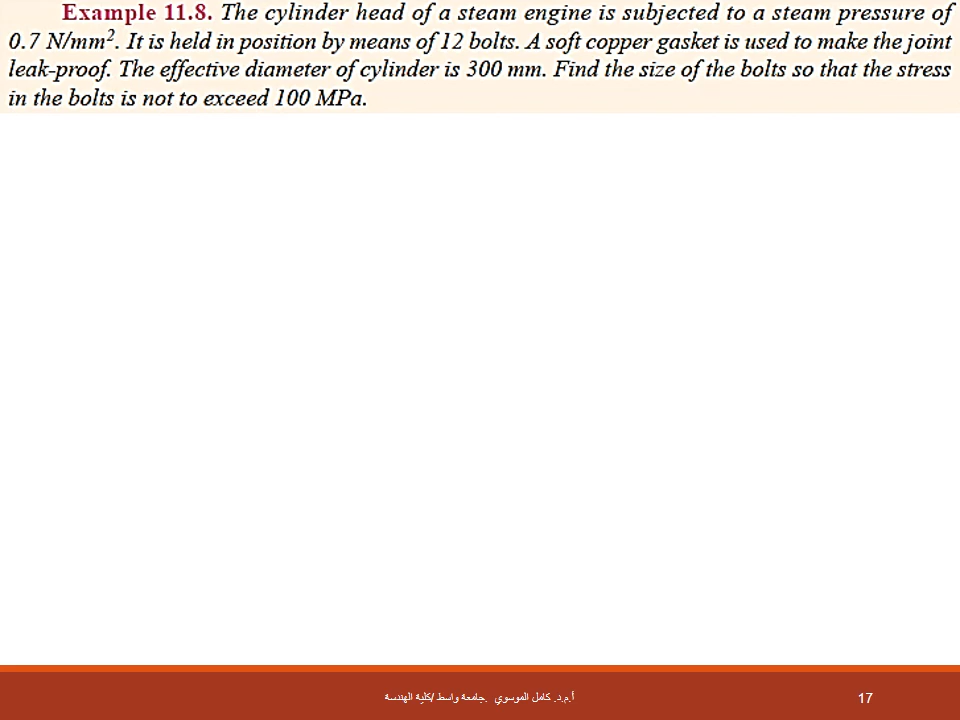 Example 11.8. The cylinder head of a steam engine is subjected to a steam pressure of
0.7 N/mm². It is held in position by means of 12 bolts. A soft copper gasket is used to make the joint
leak-proof. The effective diameter of cylinder is 300 mm. Find the size of the bolts so that the stress
in the bolts is not to exceed 100 MPa.
أ.م.د. كامل الموسوي .جامعة واسط /كلية الهندسة
17